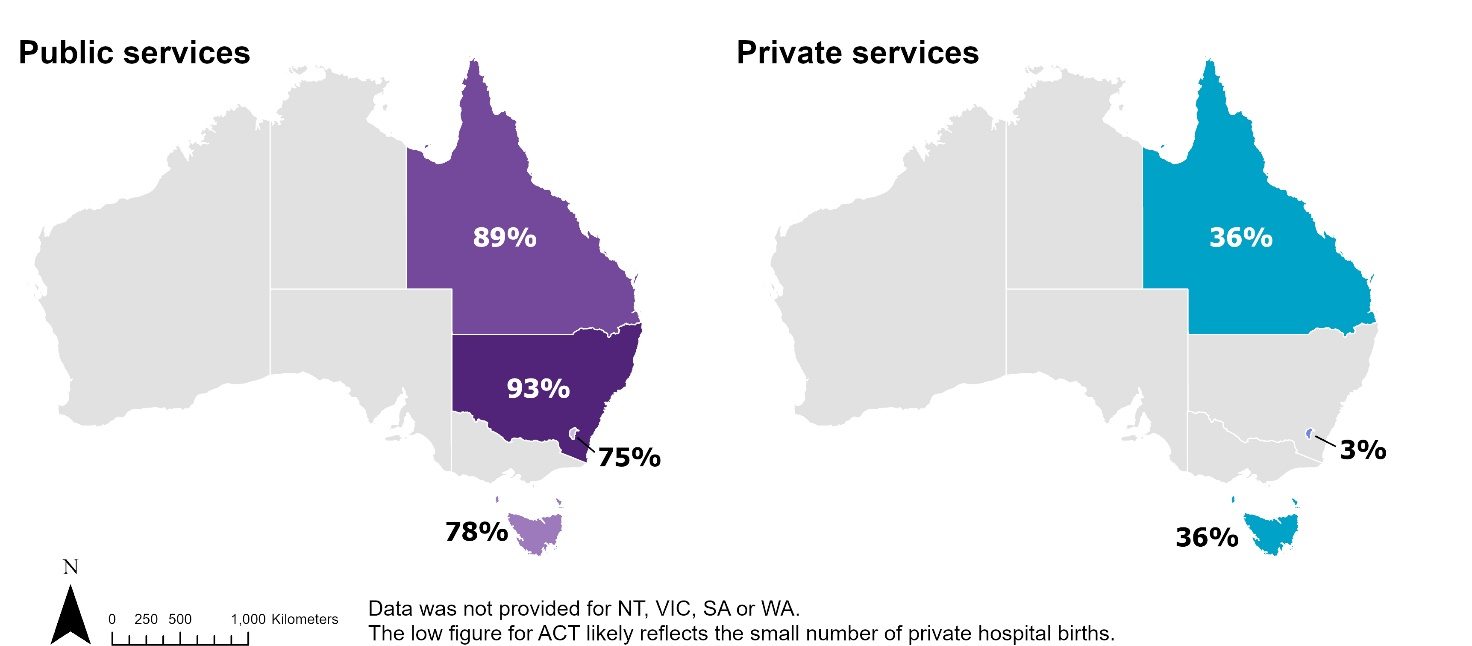 Public services
Private services
89%
93%
75%
78%
36%
3%
36%
N
0 250 500 1,000 Kilometers
Data was not provided for NT, VIC, SA or WA.
The low figure for ACT likely reflects the small number of private hospital births.